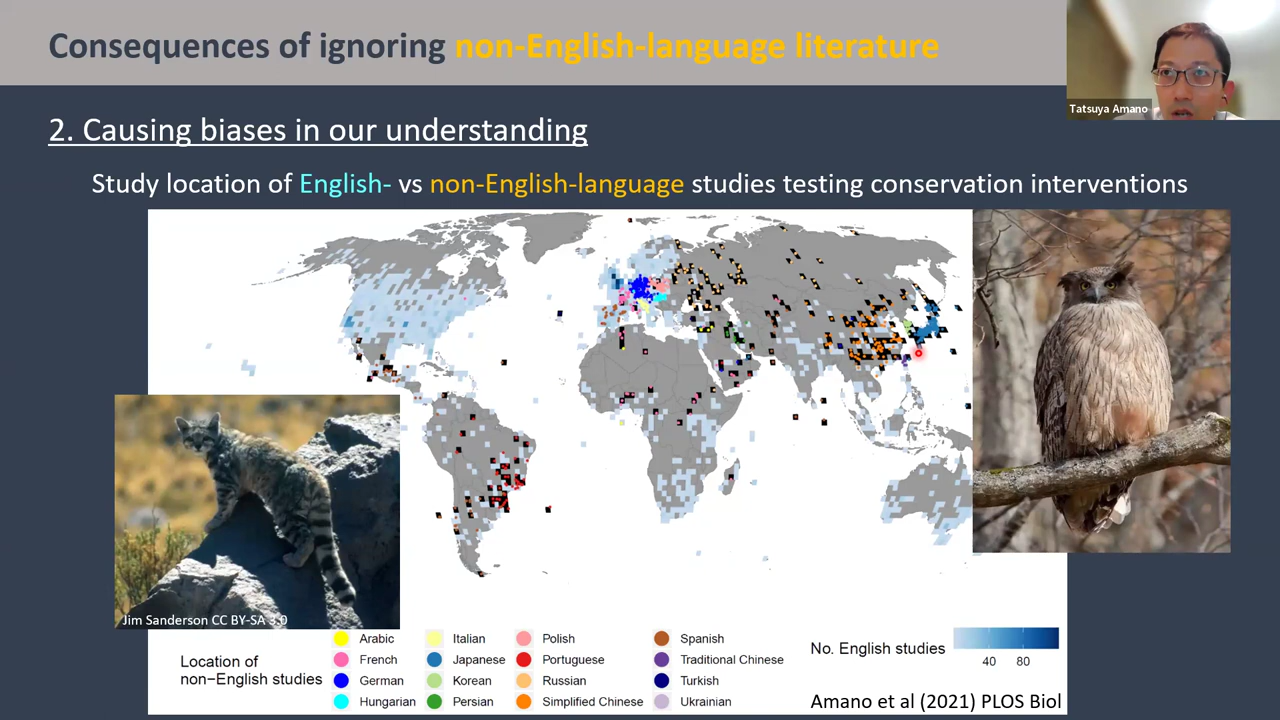 Consequences of ignoring non-English-language literature
Tatsuya Amano
2. Causing biases in our understanding
Study location of English- vs non-English-language studies testing conservation interventions
Jim Sanderson CC BY-SA 3.0
Location of
non-English studies
Arabic
French
German
Hungarian
Italian
Japanese
Korean
Persian
Polish
Portuguese
Russian
Simplified Chinese
Spanish
Traditional Chinese
Turkish
Ukrainian
No. English studies
40 80
Amano et al (2021) PLOS Biol